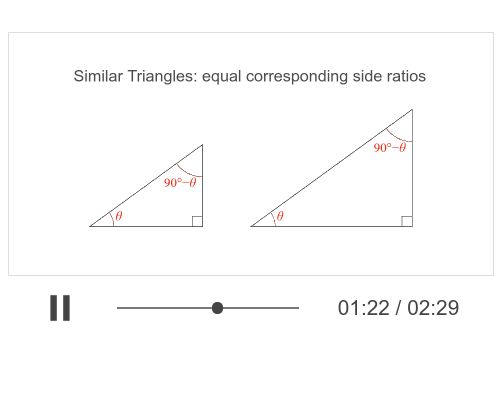 Similar Triangles: equal corresponding side ratios
90°−θ
90°−θ
θ
θ
01:22 / 02:29